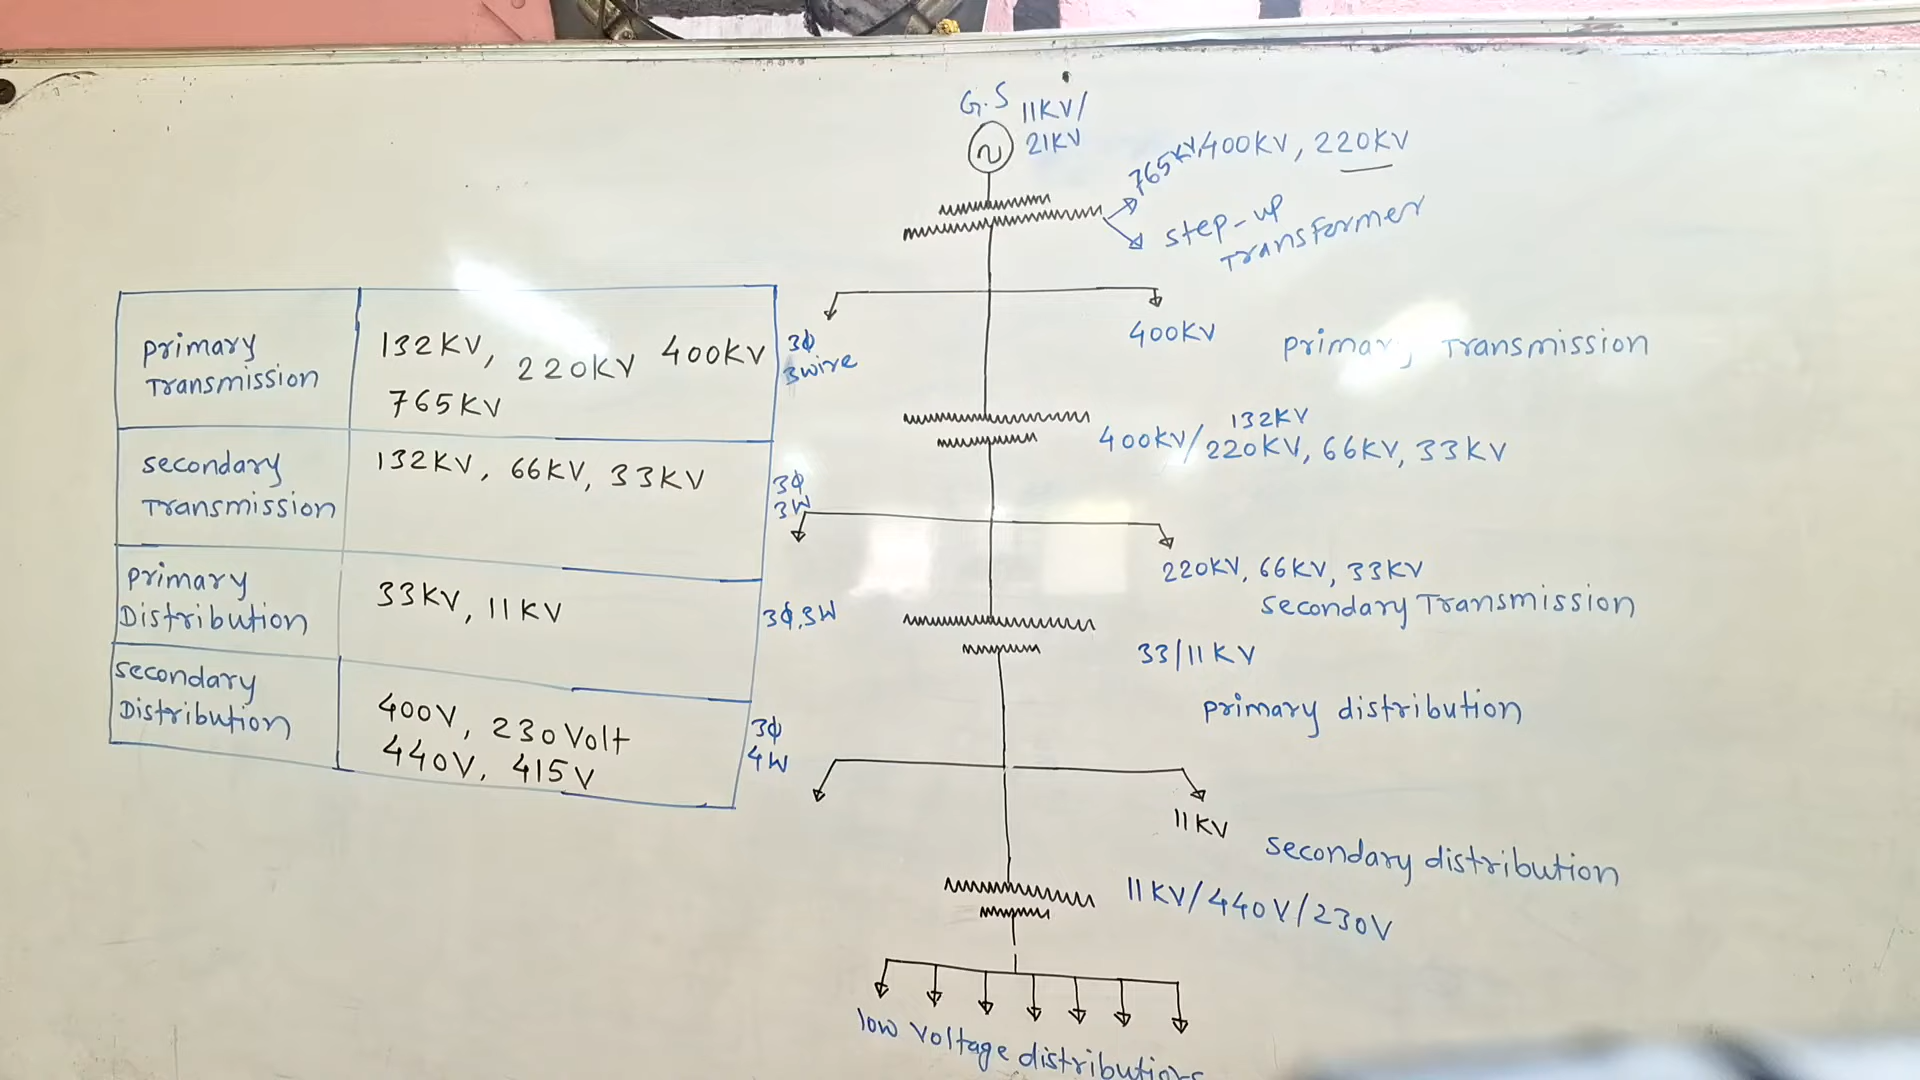 G.S 11KV/
21KV
765KV/400KV, 220KV
step-up
Transformer
primary
Transmission
132KV, 220KV 400KV
765KV
3φ
3wire
400KV
primary Transmission
secondary
Transmission
132KV, 66KV, 33KV
3φ
3W
132KV
400KV/220KV, 66KV, 33KV
220KV, 66KV, 33KV
secondary Transmission
primary
Distribution
33KV, 11KV
3φ,3W
33/11KV
primary distribution
secondary
Distribution
400V, 230Volt
440V, 415V
3φ
4W
11KV
secondary distribution
11KV/440V/230V
low voltage distributions